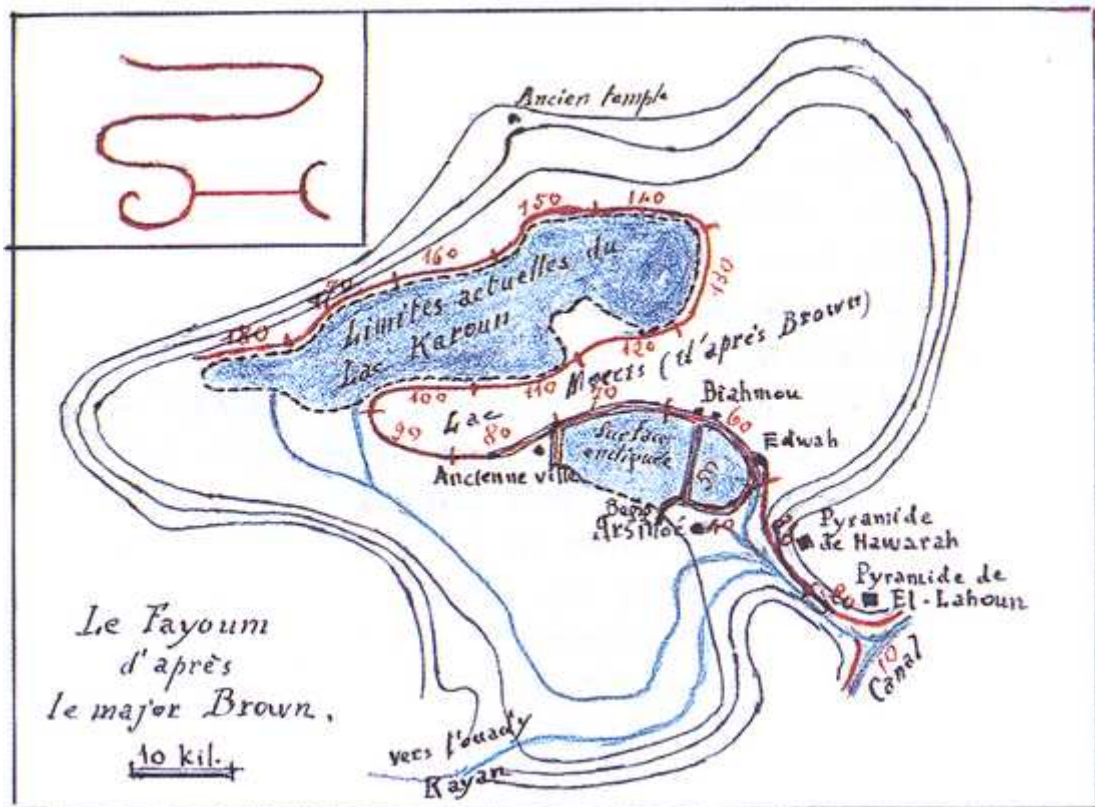 Ancien temple
150
140
160
170
180
130
Limites actuelles du
Lac Karoun
120
110
100
90
80
70
Lac Moeris (d'après Brown)
Biahmou
60
Edwah
Surface
antiquée
50
Ancienne ville
Arsinoé
40
Pyramide
de Hawarah
Pyramide de
El-Lahoun
10
Canal
Le Fayoum
d'après
le major Brown.
10 kil.
vers l'ouady
Rayan